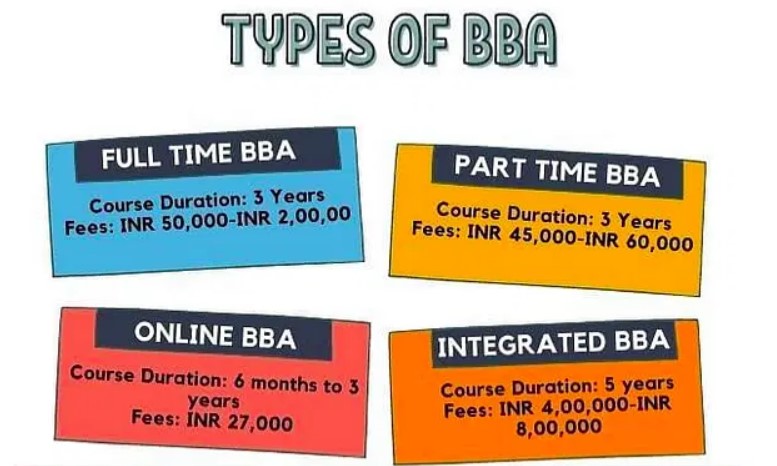 TYPES OF BBA
FULL TIME BBA
Course Duration: 3 Years
Fees: INR 50,000-INR 2,00,00
PART TIME BBA
Course Duration: 3 Years
Fees: INR 45,000-INR 60,000
ONLINE BBA
Course Duration: 6 months to 3
years
Fees: INR 27,000
INTEGRATED BBA
Course Duration: 5 years
Fees: INR 4,00,000-INR
8,00,000